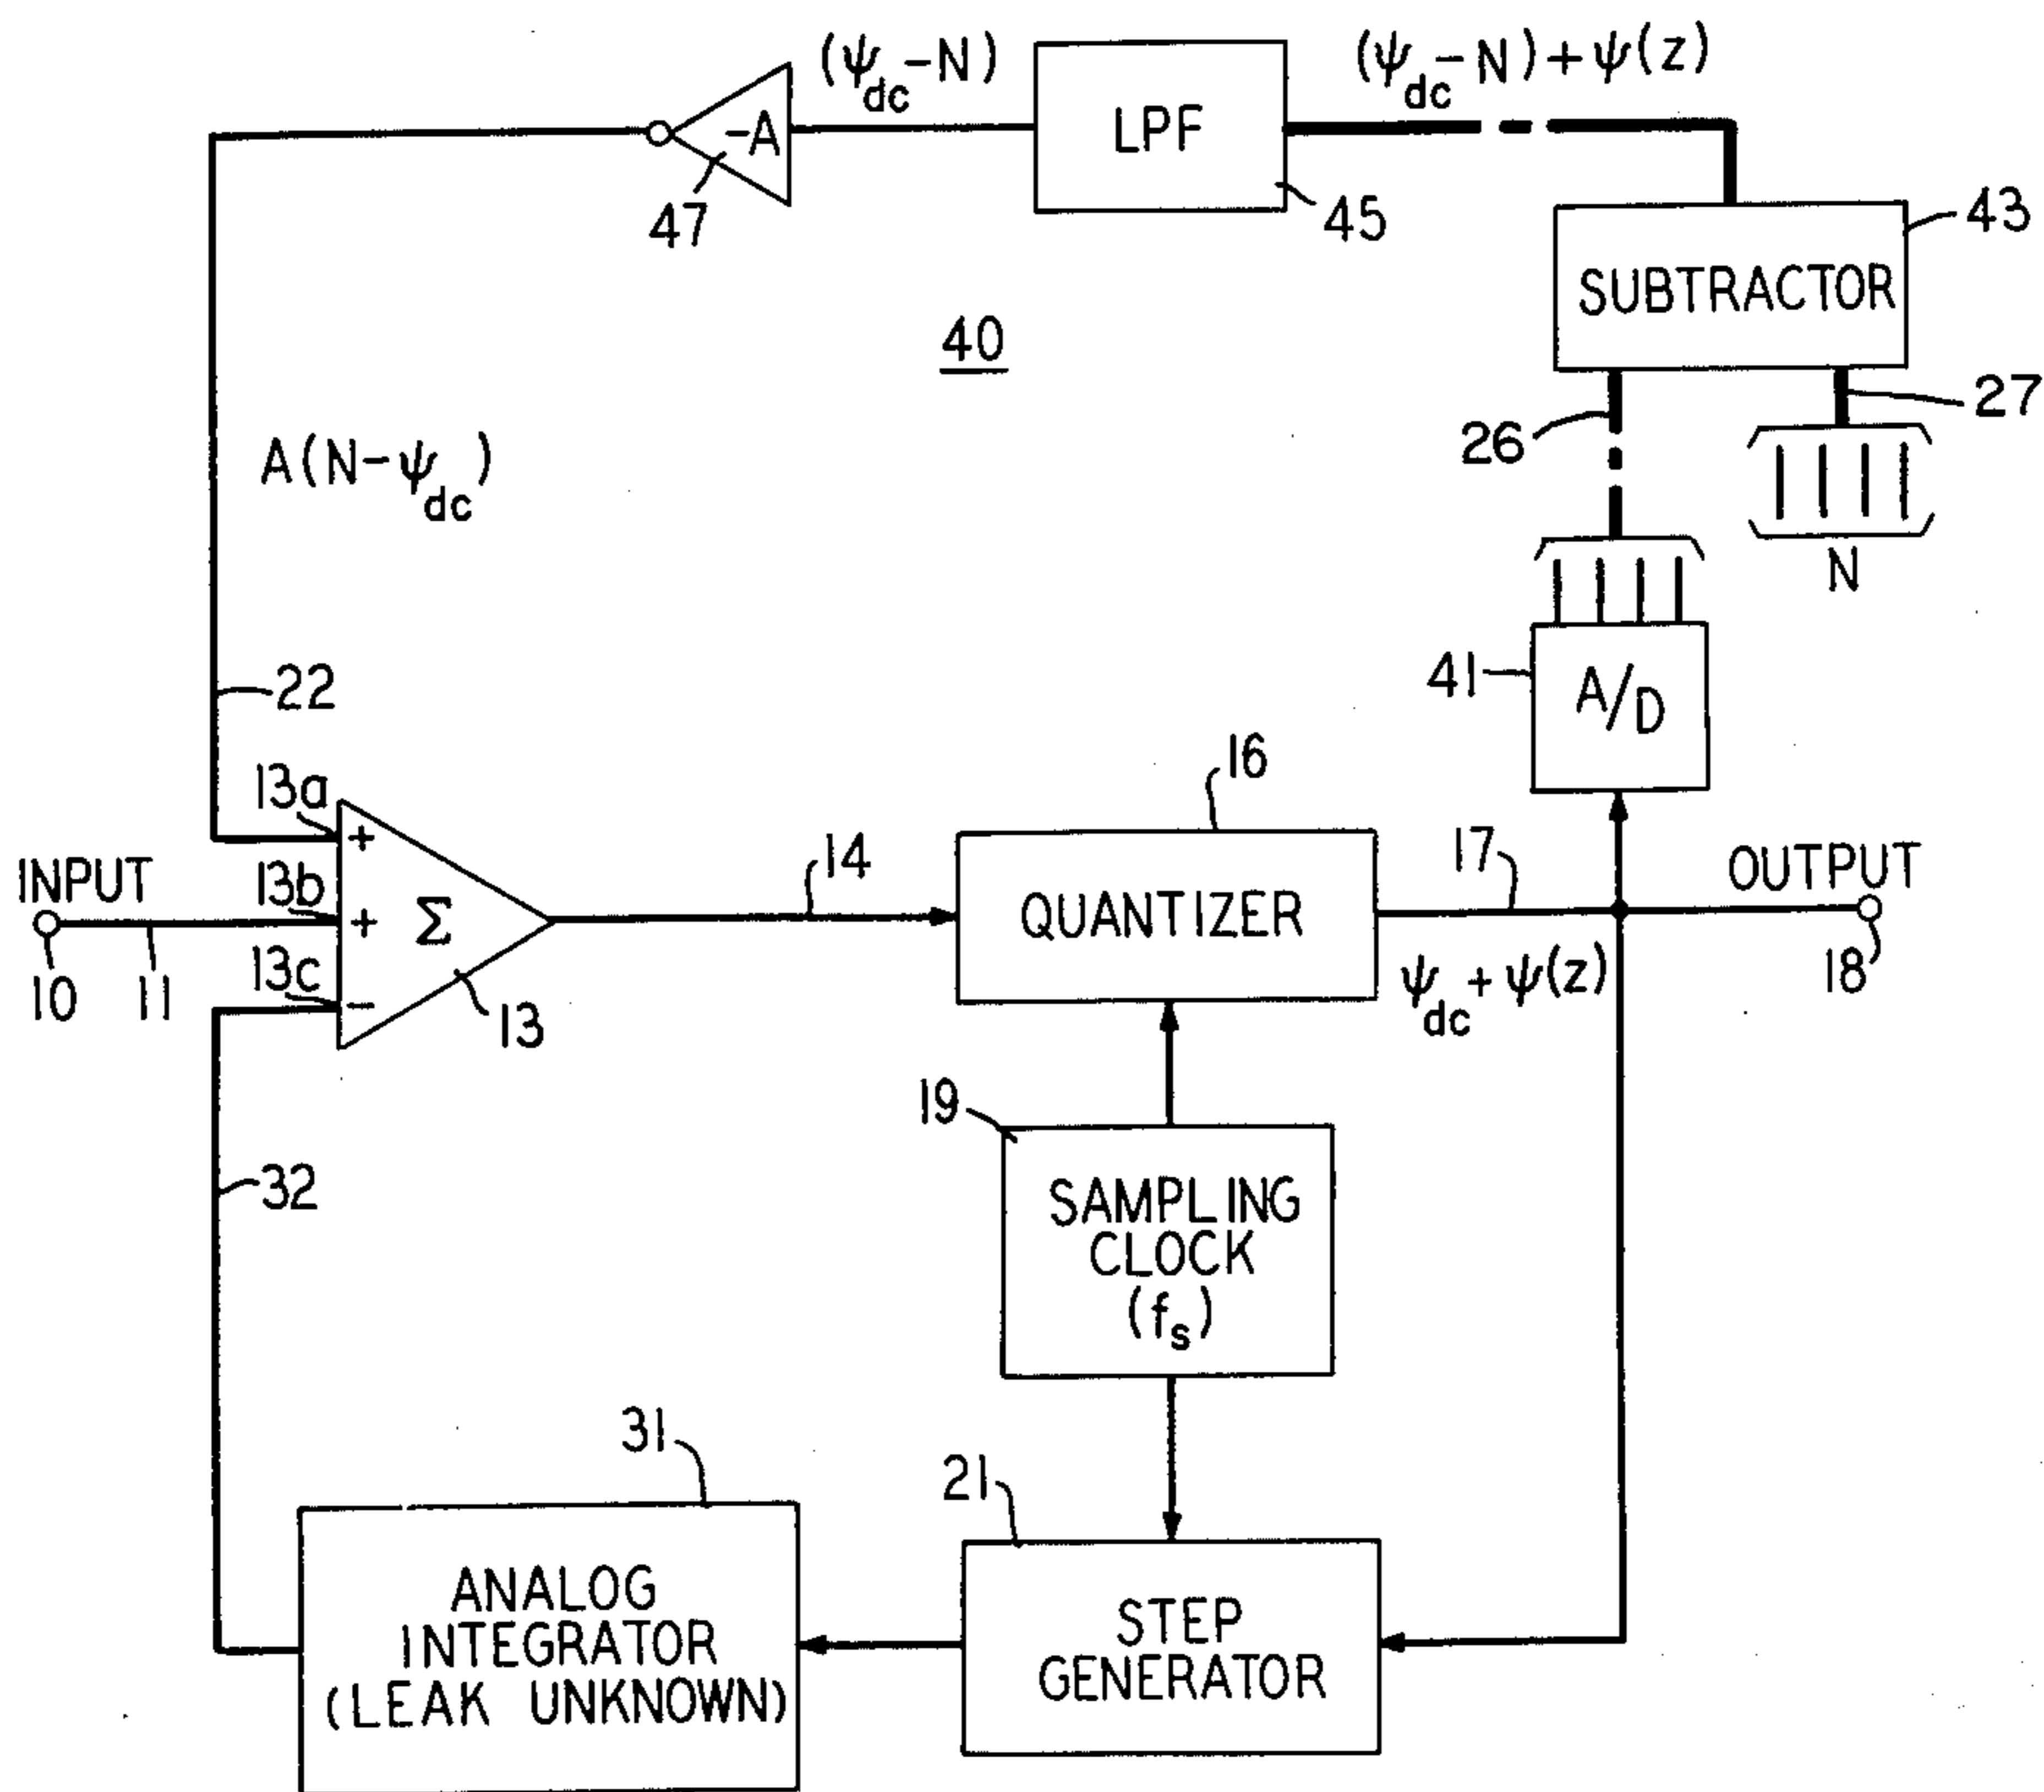 (ψdc-N)
(ψdc-N)+ψ(z)
-A
LPF
47
45
43
SUBTRACTOR
40
26
27
A(N-ψdc)
N
22
41
A/D
16
13a
+
INPUT
13b
+
Σ
14
QUANTIZER
17
OUTPUT
10
11
13c
-
13
ψdc+ψ(z)
18
19
SAMPLING
CLOCK
(fs)
32
31
21
ANALOG
INTEGRATOR
(LEAK UNKNOWN)
STEP
GENERATOR